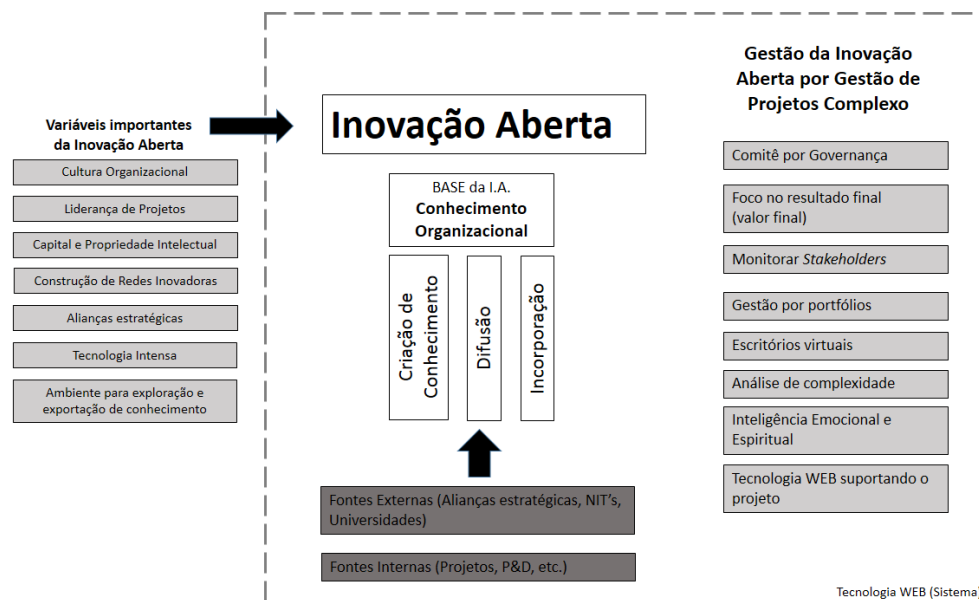 Variáveis importantes
da Inovação Aberta
Cultura Organizacional
Liderança de Projetos
Capital e Propriedade Intelectual
Construção de Redes Inovadoras
Alianças estratégicas
Tecnologia Intensa
Ambiente para exploração e
exportação de conhecimento
Inovação Aberta
BASE da I.A.
Conhecimento
Organizacional
Criação de
Conhecimento
Difusão
Incorporação
Fontes Externas (Alianças estratégicas, NIT's,
Universidades)
Fontes Internas (Projetos, P&D, etc.)
Gestão da Inovação
Aberta por Gestão de
Projetos Complexo
Comitê por Governança
Foco no resultado final
(valor final)
Monitorar Stakeholders
Gestão por portfólios
Escritórios virtuais
Análise de complexidade
Inteligência Emocional e
Espiritual
Tecnologia WEB suportando o
projeto
Tecnologia WEB (Sistema)